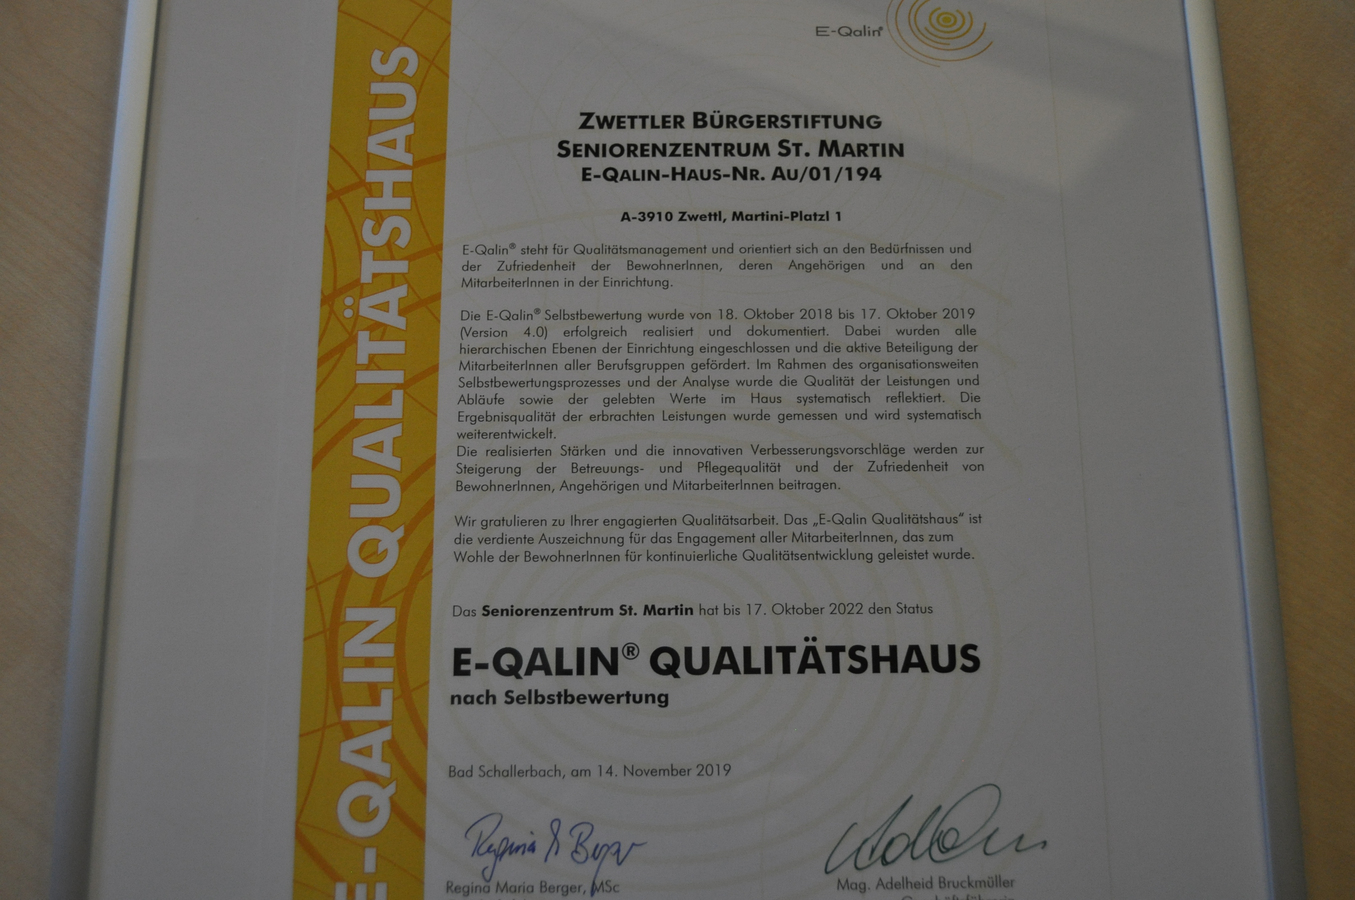 E-QALIN QUALITÄTSHAUS
E-Qalin®
ZWETTLER BÜRGERSTIFTUNG
SENIORENZENTRUM ST. MARTIN
E-QALIN-HAUS-NR. AU/01/194
A-3910 Zwettl, Martini-Platzl 1
E-Qalin® steht für Qualitätsmanagement und orientiert sich an den Bedürfnissen und
der Zufriedenheit der BewohnerInnen, deren Angehörigen und an den
MitarbeiterInnen in der Einrichtung.
Die E-Qalin® Selbstbewertung wurde von 18. Oktober 2018 bis 17. Oktober 2019
(Version 4.0) erfolgreich realisiert und dokumentiert. Dabei wurden alle
hierarchischen Ebenen der Einrichtung eingeschlossen und die aktive Beteiligung der
MitarbeiterInnen aller Berufsgruppen gefördert. Im Rahmen des organisationsweiten
Selbstbewertungsprozesses und der Analyse wurde die Qualität der Leistungen und
Abläufe sowie der gelebten Werte im Haus systematisch reflektiert. Die
Ergebnisqualität der erbrachten Leistungen wurde gemessen und wird systematisch
weiterentwickelt.
Die realisierten Stärken und die innovativen Verbesserungsvorschläge werden zur
Steigerung der Betreuungs- und Pflegequalität und der Zufriedenheit von
BewohnerInnen, Angehörigen und MitarbeiterInnen beitragen.
Wir gratulieren zu Ihrer engagierten Qualitätsarbeit. Das „E-Qalin Qualitätshaus“ ist
die verdiente Auszeichnung für das Engagement aller MitarbeiterInnen, das zum
Wohle der BewohnerInnen für kontinuierliche Qualitätsentwicklung geleistet wurde.
Das Seniorenzentrum St. Martin hat bis 17. Oktober 2022 den Status
E-QALIN® QUALITÄTSHAUS
nach Selbstbewertung
Bad Schallerbach, am 14. November 2019
Regina Maria Berger, MSc
Mag. Adelheid Bruckmüller